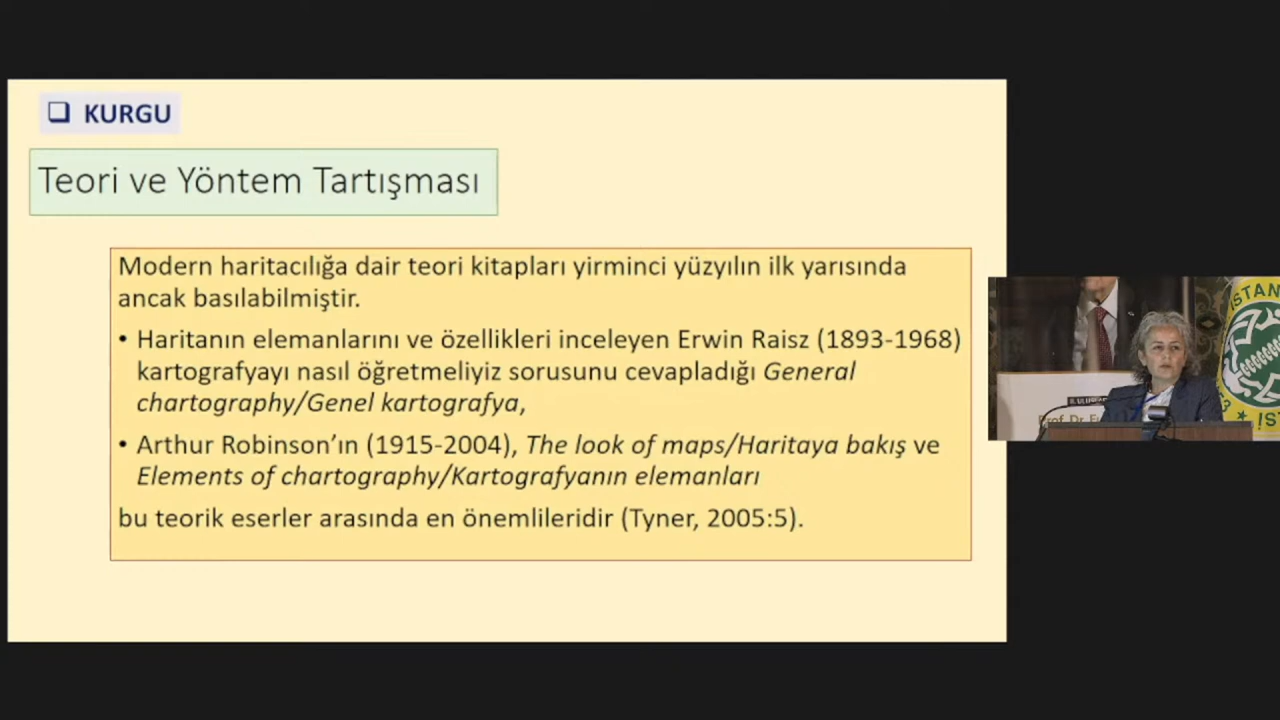 KURGU
Teori ve Yöntem Tartışması
Modern haritacılığa dair teori kitapları yirminci yüzyılın ilk yarısında
ancak basılabilmiştir.
• Haritanın elemanlarını ve özellikleri inceleyen Erwin Raisz (1893-1968)
kartografyayı nasıl öğretmeliyiz sorusunu cevapladığı General
chartography/Genel kartografya,
• Arthur Robinson’ın (1915-2004), The look of maps/Haritaya bakış ve
Elements of chartography/Kartografyanın elemanları
bu teorik eserler arasında en önemlileridir (Tyner, 2005:5).
İSTAN
Prof. Dr.